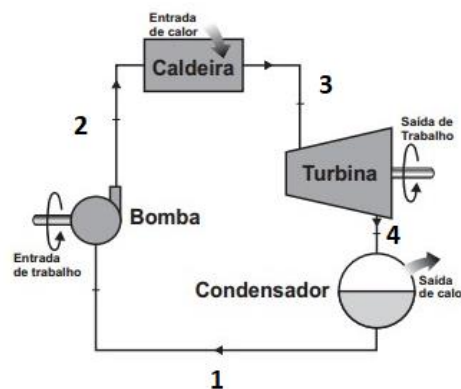 Entrada
de calor
Caldeira
3
2
Saída de
Trabalho
Turbina
Bomba
4
Entrada
de trabalho
Condensador
Saída
de calo
1